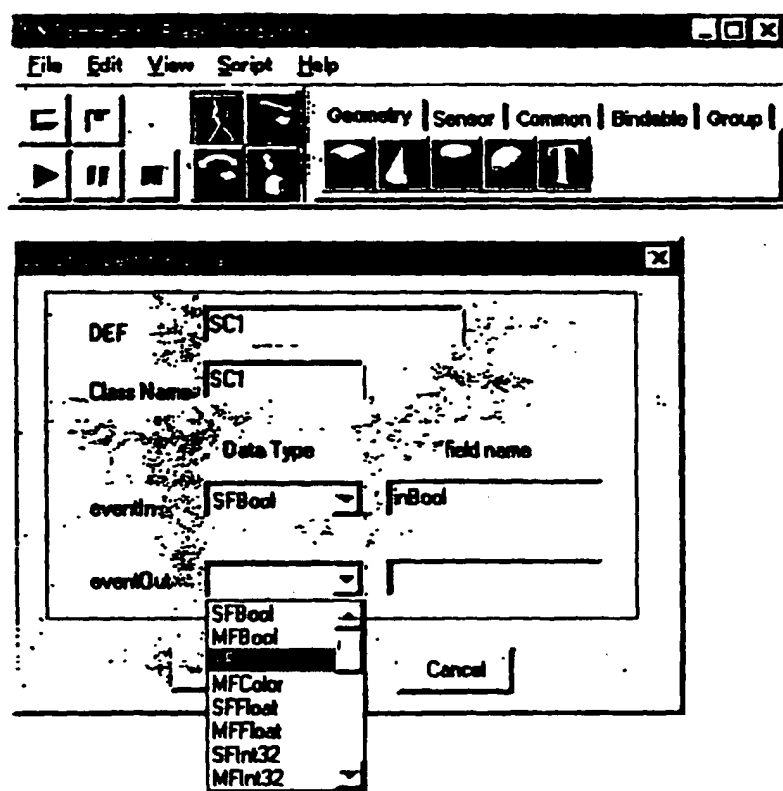 File Edit View Script Help
Geometry Sensor Common Bindable Group
DEF SC1
Class Name SC1
Data Type field name
eventIn SFBool inBool
eventOut
SFBool
MFBool
MFColor
SFFloat
MFFloat
SFInt32
MFInt32
Cancel